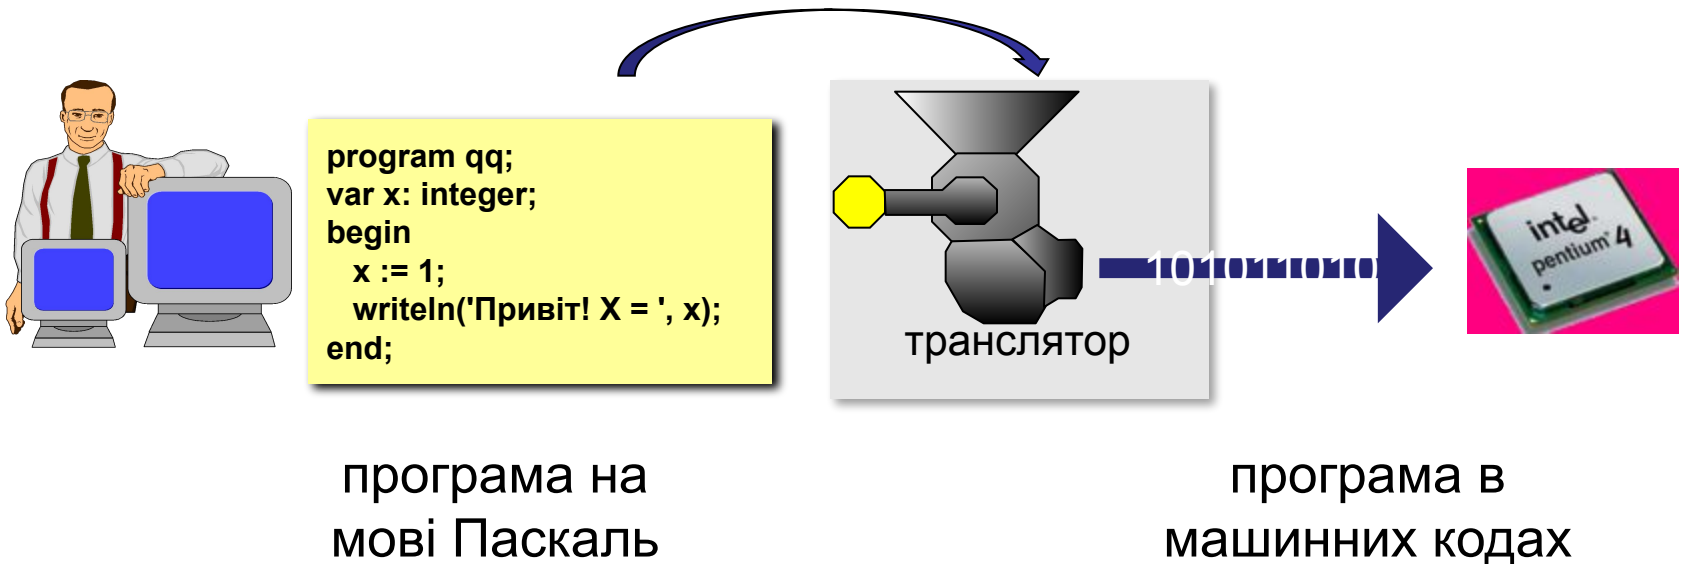 program qq;
var x: integer;
begin
x := 1;
writeln('Привіт! X = ', x);
end;
транслятор
1010110101
intel.
pentium 4
програма на
мові Паскаль
програма в
машинних кодах